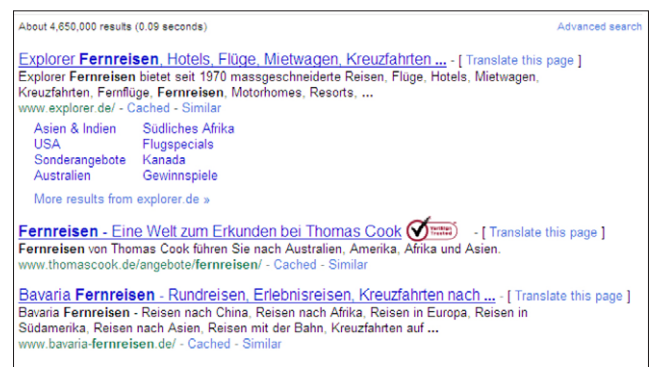 About 4,650,000 results (0.09 seconds) Advanced search
Explorer Fernreisen, Hotels, Flüge, Mietwagen, Kreuzfahrten ... - [ Translate this page ]
Explorer Fernreisen bietet seit 1970 massgeschneiderte Reisen, Flüge, Hotels, Mietwagen,
Kreuzfahrten, Fernflüge, Fernreisen, Motorhomes, Resorts, ...
www.explorer.de/ - Cached - Similar
Asien & Indien Südliches Afrika
USA Flugspecials
Sonderangebote Kanada
Australien Gewinnspiele
More results from explorer.de »
Fernreisen - Eine Welt zum Erkunden bei Thomas Cook VeriSign Trusted - [ Translate this page ]
Fernreisen von Thomas Cook führen Sie nach Australien, Amerika, Afrika und Asien.
www.thomascook.de/angebote/fernreisen/ - Cached - Similar
Bavaria Fernreisen - Rundreisen, Erlebnisreisen, Kreuzfahrten nach ... - [ Translate this page ]
Bavaria Fernreisen - Reisen nach China, Reisen nach Afrika, Reisen in Europa, Reisen in
Südamerika, Reisen nach Asien, Reisen mit der Bahn, Kreuzfahrten auf ...
www.bavaria-fernreisen.de/ - Cached - Similar